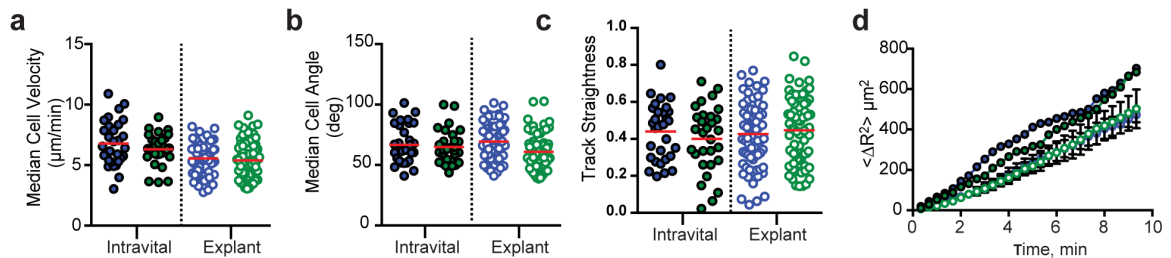 a
Median Cell Velocity
(µm/min)
15
10
5
0
Intravital Explant
b
Median Cell Angle
(deg)
150
100
50
0
Intravital Explant
c
Track Straightness
1.0
0.8
0.6
0.4
0.2
0.0
Intravital Explant
d
<ΔR²> µm²
800
600
400
200
0
0 2 4 6 8 10
Time, min